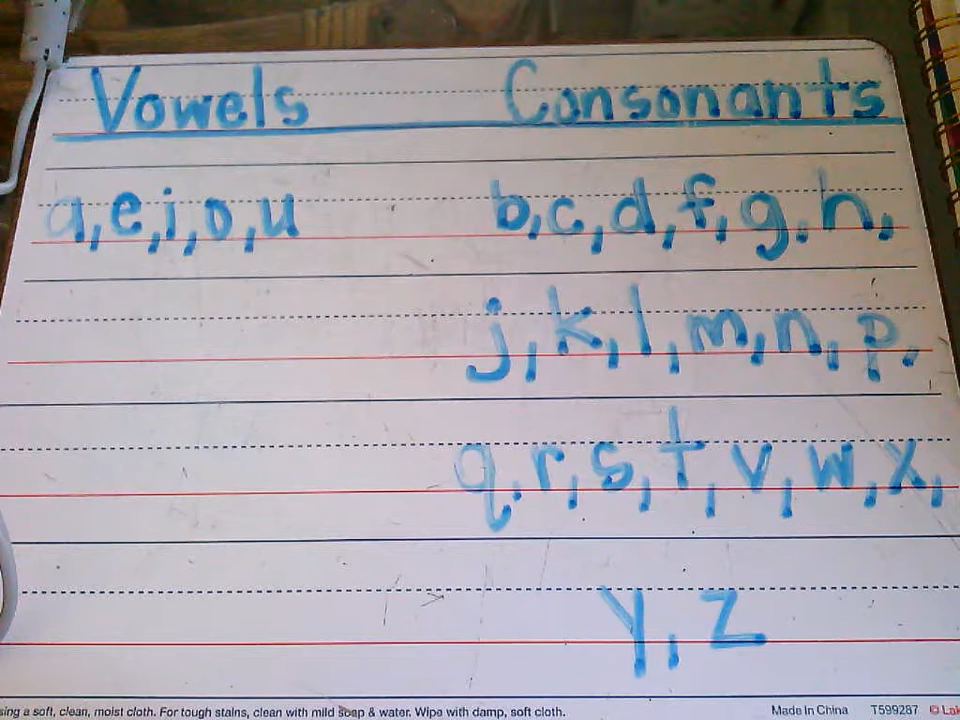 Vowels Consonants
a,e,i,o,u b,c,d,f,g,h,
j,k,l,m,n,p,
q,r,s,t,v,w,x,
y,z
soft, clean, moist cloth. For tough stains, clean with mild soap & water. Wipe with damp, soft cloth. Made in China T599287 ©